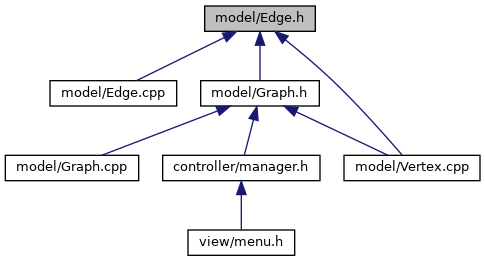 model/Edge.h
model/Edge.cpp
model/Graph.h
model/Graph.cpp
controller/manager.h
model/Vertex.cpp
view/menu.h